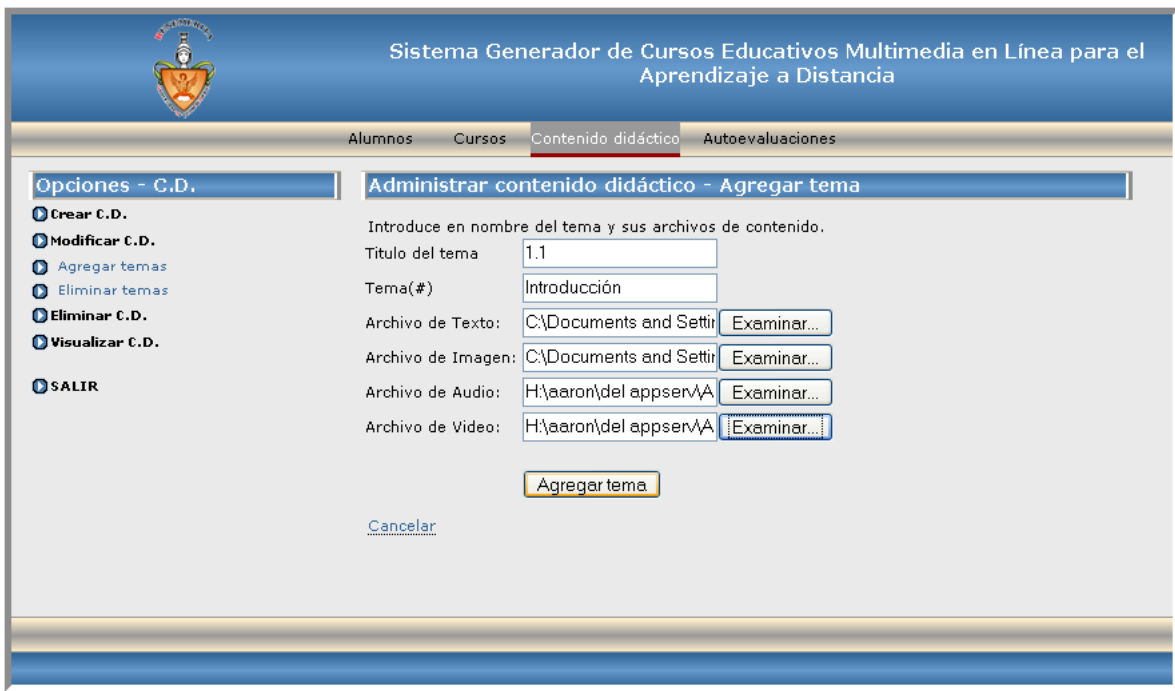 Sistema Generador de Cursos Educativos Multimedia en Línea para el
Aprendizaje a Distancia
Alumnos Cursos Contenido didáctico Autoevaluaciones
Opciones - C.D.
Crear C.D.
Modificar C.D.
Agregar temas
Eliminar temas
Eliminar C.D.
Visualizar C.D.
SALIR
Administrar contenido didáctico - Agregar tema
Introduce en nombre del tema y sus archivos de contenido.
Titulo del tema 1.1
Tema(#) Introducción
Archivo de Texto: C:\Documents and Settin Examinar...
Archivo de Imagen: C:\Documents and Settin Examinar...
Archivo de Audio: H:\aaron\del appserv\A Examinar...
Archivo de Video: H:\aaron\del appserv\A Examinar...
Agregar tema
Cancelar